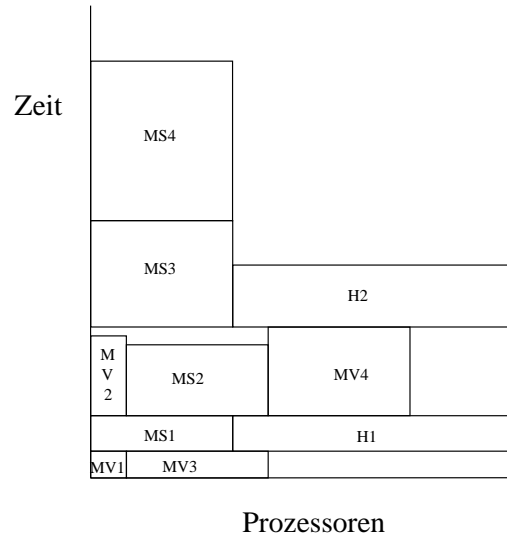 Zeit
MS4
MS3
H2
M
V
2
MS2
MV4
MS1
H1
MV1
MV3
Prozessoren